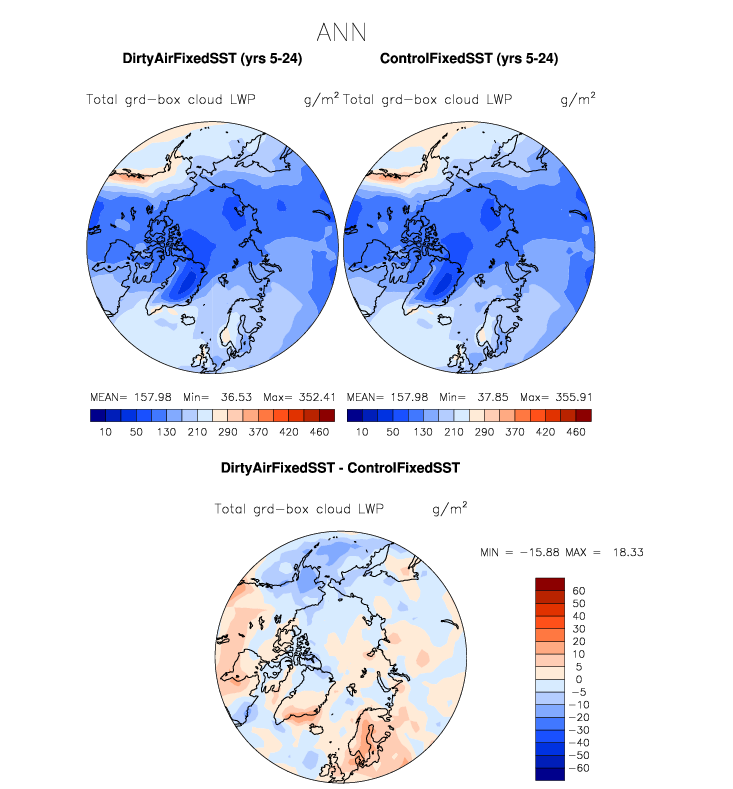 ANN
DirtyAirFixedSST (yrs 5-24) ControlFixedSST (yrs 5-24)
Total grd-box cloud LWP g/m² Total grd-box cloud LWP g/m²
MEAN= 157.98 Min= 36.53 Max= 352.41 MEAN= 157.98 Min= 37.85 Max= 355.91
10 50 130 210 290 370 420 460 10 50 130 210 290 370 420 460
DirtyAirFixedSST - ControlFixedSST
Total grd-box cloud LWP g/m²
MIN = -15.88 MAX = 18.33
60
50
40
30
20
10
5
0
-5
-10
-20
-30
-40
-50
-60